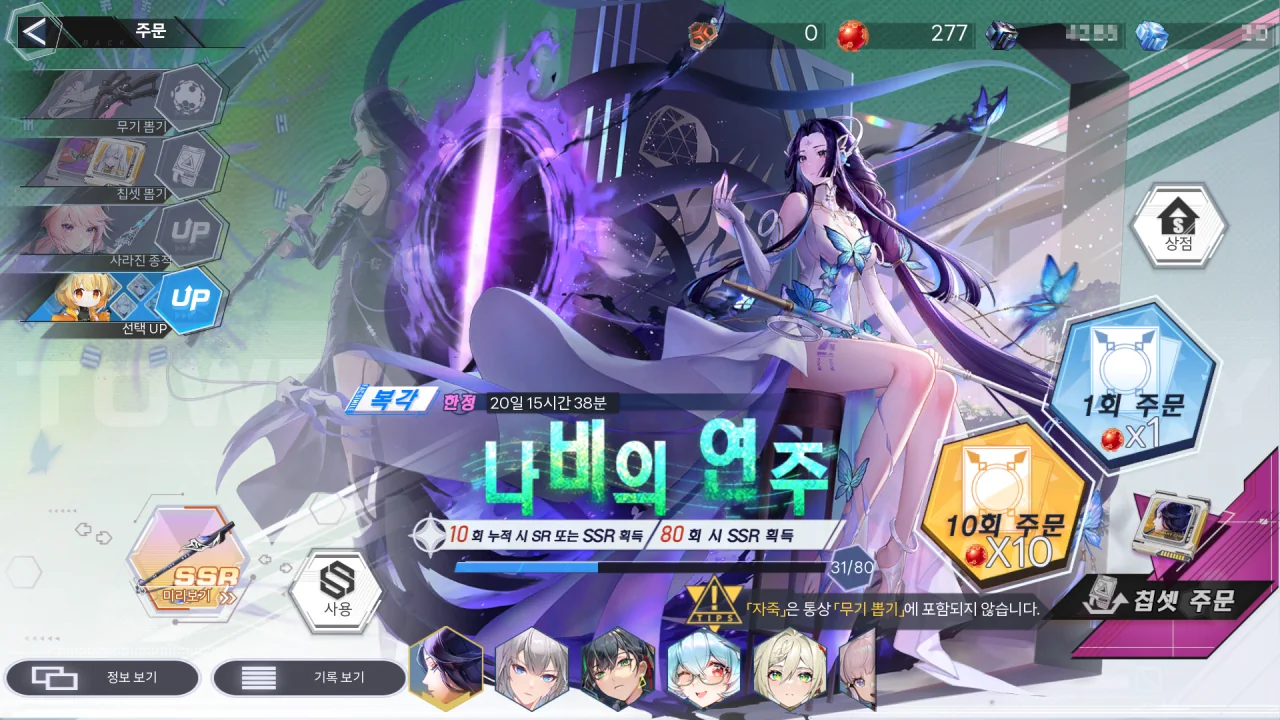 주문
0
277
무기 뽑기
칩셋 뽑기
UP
사라진 종적
UP
선택 UP
상점
복각 한정 20일 15시간 38분
나비의 연주
10회 누적 시 SR 또는 SSR 획득 / 80회 시 SSR 획득
31/80
1회 주문
x1
10회 주문
X10
SSR
미리보기
사용
TIPS
「자죽」은 통상 「무기 뽑기」에 포함되지 않습니다.
칩셋 주문
정보 보기
기록 보기